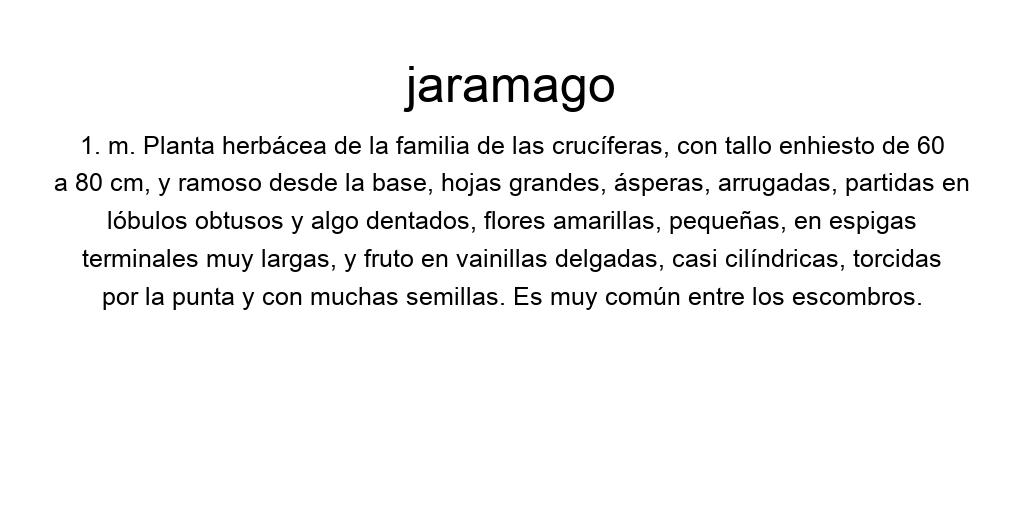 jaramago
1. m. Planta herbácea de la familia de las crucíferas, con tallo enhiesto de 60
a 80 cm, y ramoso desde la base, hojas grandes, ásperas, arrugadas, partidas en
lóbulos obtusos y algo dentados, flores amarillas, pequeñas, en espigas
terminales muy largas, y fruto en vainillas delgadas, casi cilíndricas, torcidas
por la punta y con muchas semillas. Es muy común entre los escombros.